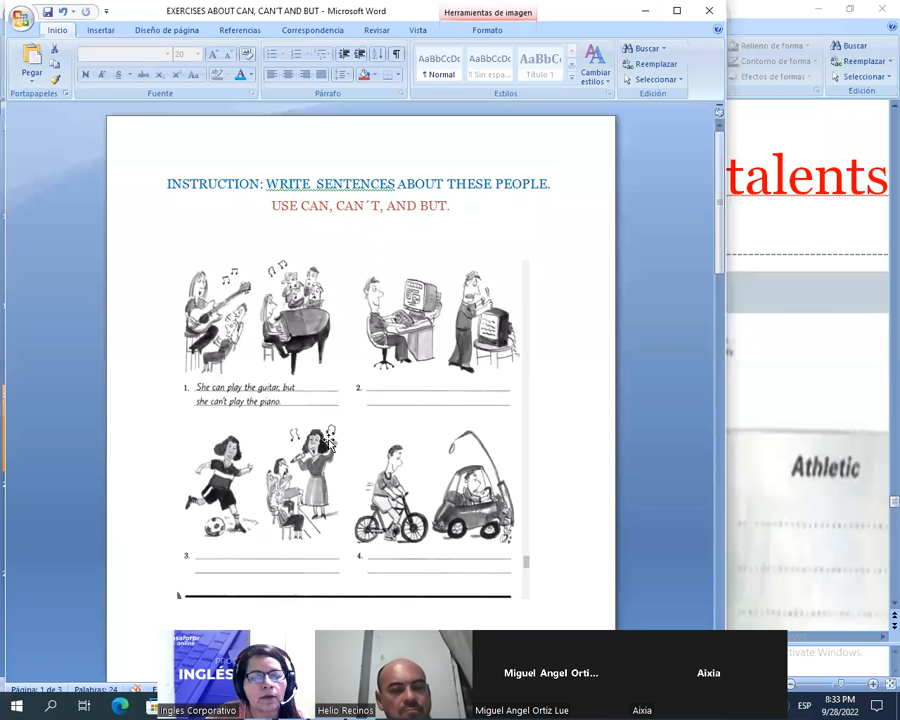 EXERCISES ABOUT CAN, CAN'T AND BUT - Microsoft Word
Herramientas de imagen
Inicio Insertar Diseño de página Referencias Correspondencia Revisar Vista Formato
Pegar
20
Portapapeles
Fuente
Párrafo
AaBbCcDc AaBbCcDc AaBbC
¶ Normal
¶ Sin espa...
Título 1
Cambiar
estilos
Estilos
Buscar
Reemplazar
Seleccionar
Edición
Relleno de forma
Contorno de forma
Efectos de formas
Buscar
Reemplazar
Seleccionar
Edición
INSTRUCTION: WRITE SENTENCES ABOUT THESE PEOPLE.
USE CAN, CAN´T, AND BUT.
1. She can play the guitar, but
she can't play the piano.
2.
3.
4.
talents
Athletic
INGLÉS
Ingles Corporativo
Helio Recinos
Miguel Angel Orti...
Miguel Angel Ortiz Lue
Aixia
Aixia
Página: 1 de 3
Palabras: 24
ESP
8:33 PM
9/28/2022